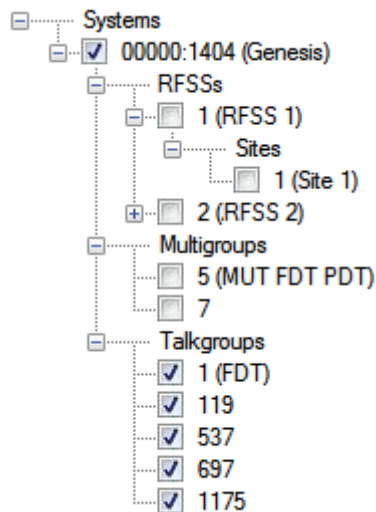 Systems
00000:1404 (Genesis)
RFSSs
1 (RFSS 1)
Sites
1 (Site 1)
2 (RFSS 2)
Multigroups
5 (MUT FDT PDT)
7
Talkgroups
1 (FDT)
119
537
697
1175